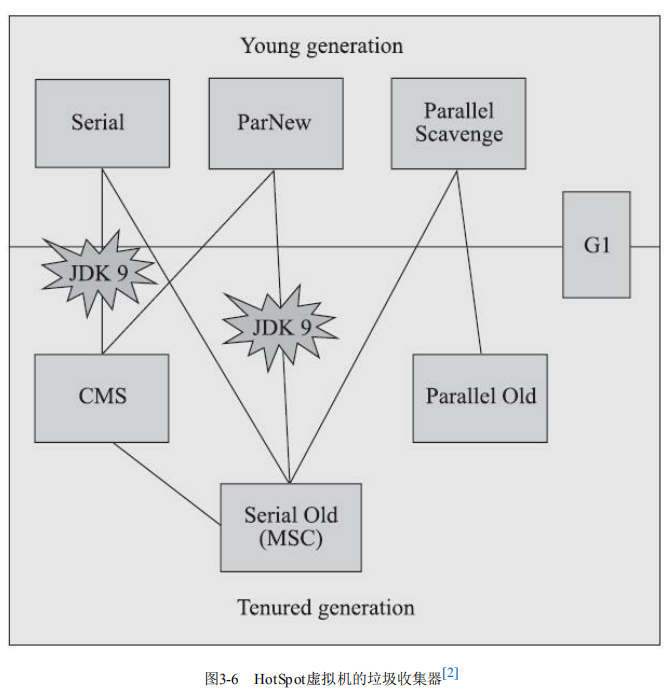 Young generation
Serial
ParNew
Parallel
Scavenge
G1
JDK 9
JDK 9
CMS
Parallel Old
Serial Old
(MSC)
Tenured generation
图3-6 HotSpot虚拟机的垃圾收集器[2]